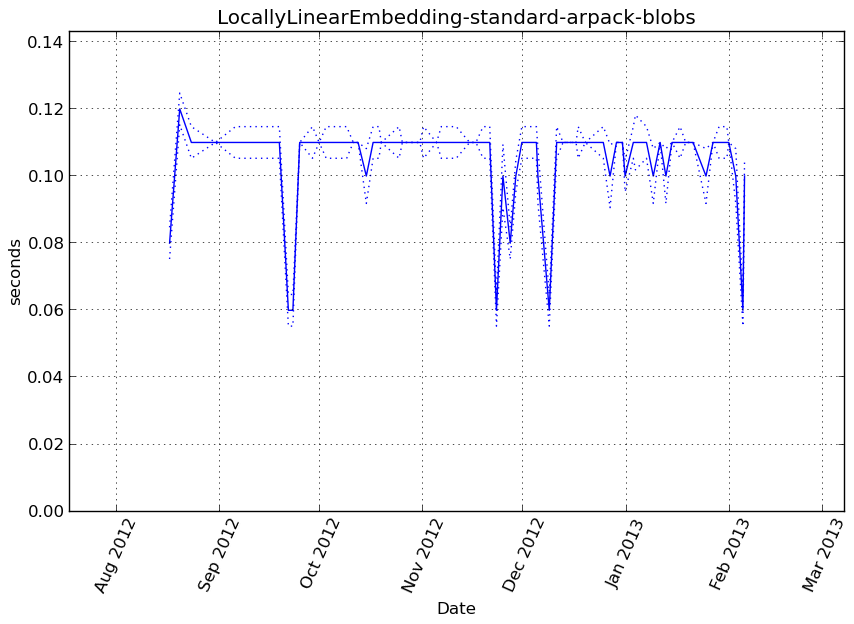 LocallyLinearEmbedding-standard-arpack-blobs
0.14
0.12
0.10
0.08
0.06
0.04
0.02
0.00
seconds
Aug 2012
Sep 2012
Oct 2012
Nov 2012
Dec 2012
Jan 2013
Feb 2013
Mar 2013
Date